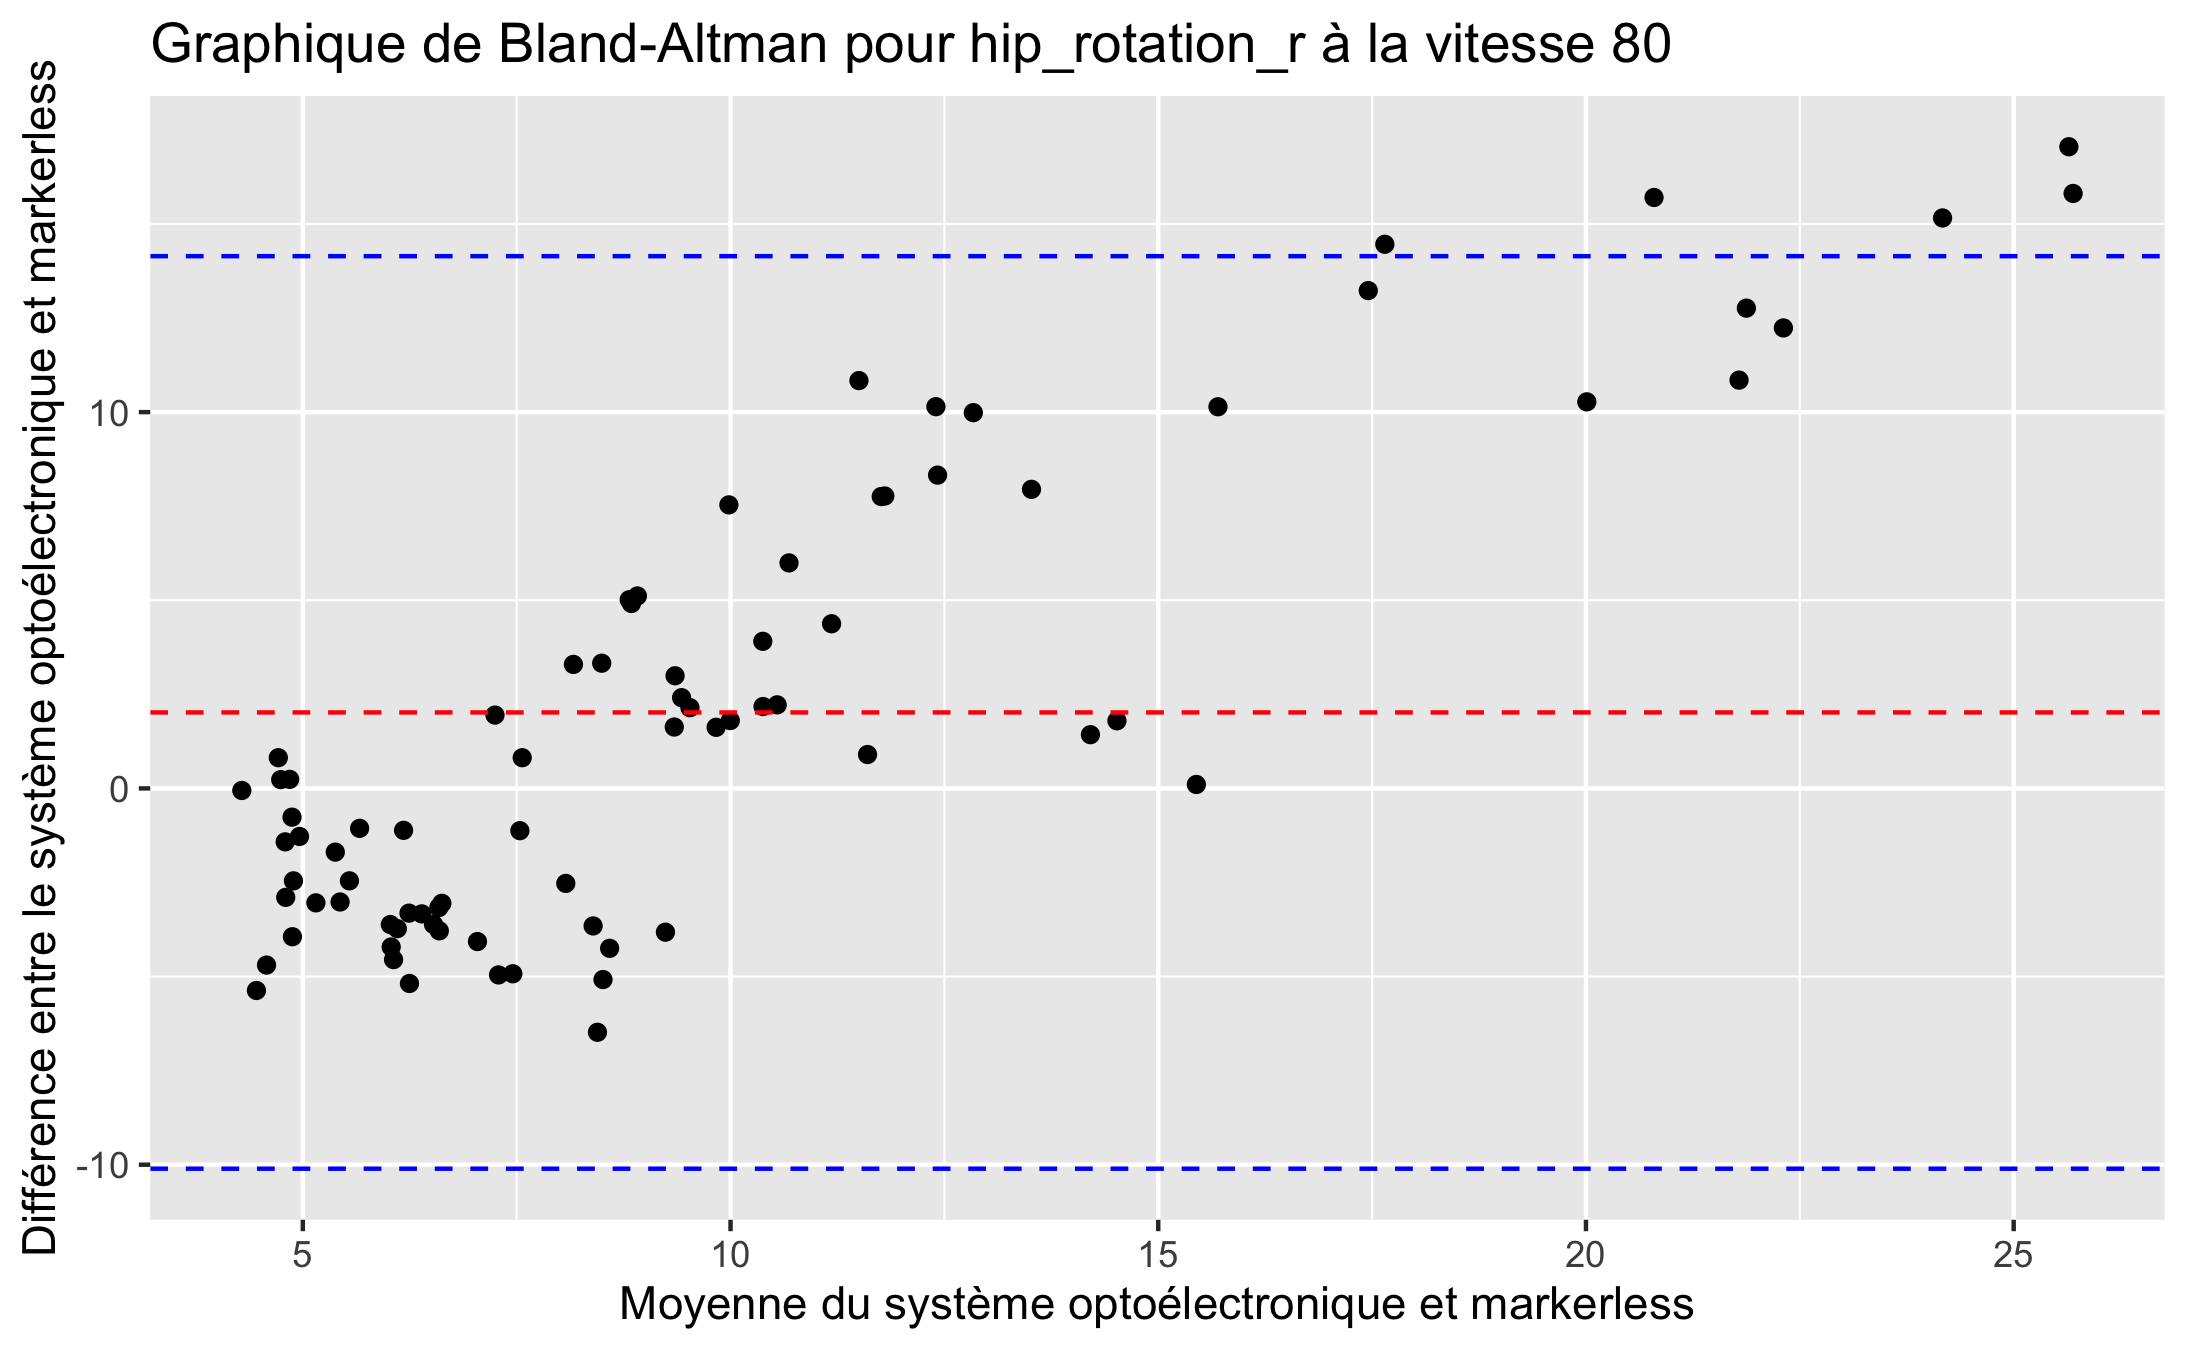 Graphique de Bland-Altman pour hip_rotation_r à la vitesse 80
Différence entre le système optoélectronique et markerless
10
0
-10
5
10
15
20
25
Moyenne du système optoélectronique et markerless